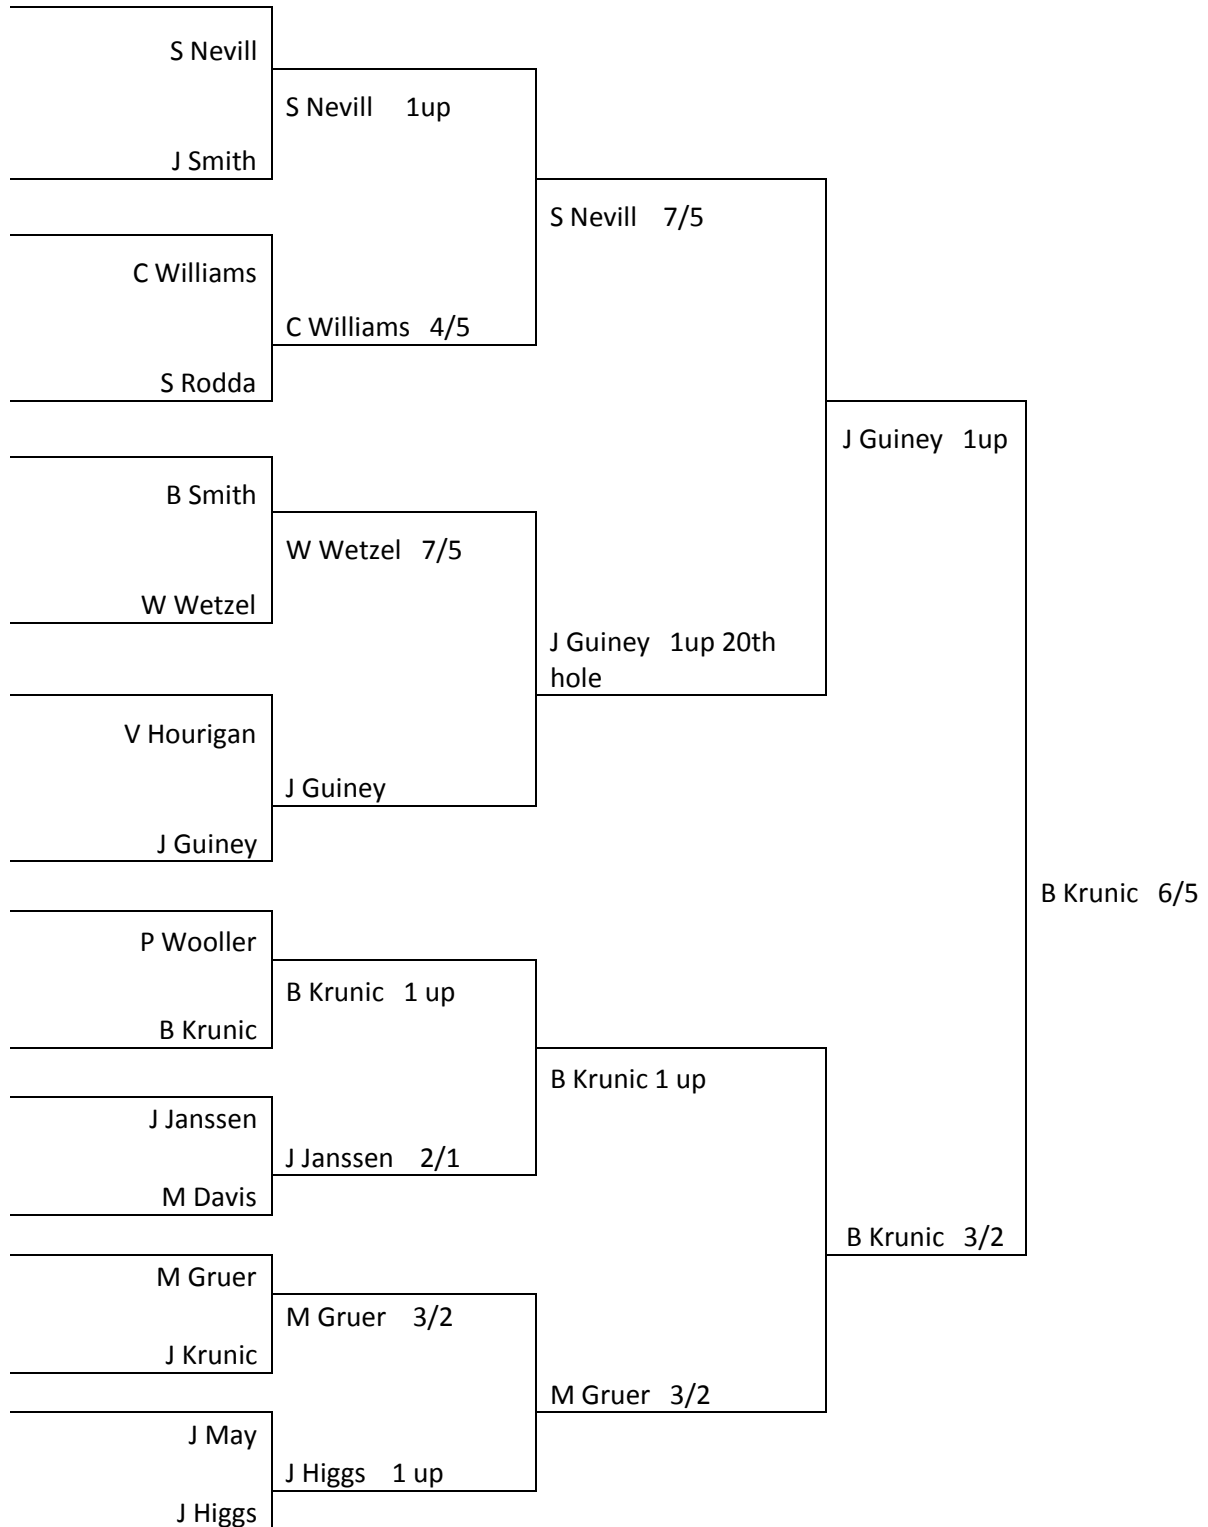 S Nevill
S Nevill 1up
J Smith
S Nevill 7/5
C Williams
C Williams 4/5
S Rodda
J Guiney 1up
B Smith
W Wetzel 7/5
W Wetzel
J Guiney 1up 20th
hole
V Hourigan
J Guiney
J Guiney
B Krunic 6/5
P Wooller
B Krunic 1 up
B Krunic
B Krunic 1 up
J Janssen
J Janssen 2/1
M Davis
B Krunic 3/2
M Gruer
M Gruer 3/2
J Krunic
M Gruer 3/2
J May
J Higgs 1 up
J Higgs